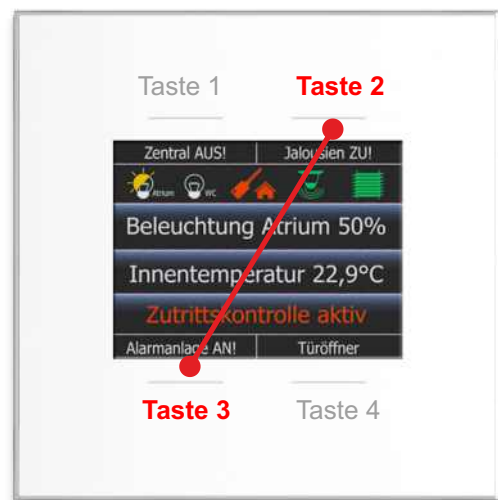 Taste 1 Taste 2
Zentral AUS! Jalousien ZU!
Atrium WC
Beleuchtung Atrium 50%
Innentemperatur 22,9°C
Zutrittskontrolle aktiv
Alarmanlage AN! Türöffner
Taste 3 Taste 4